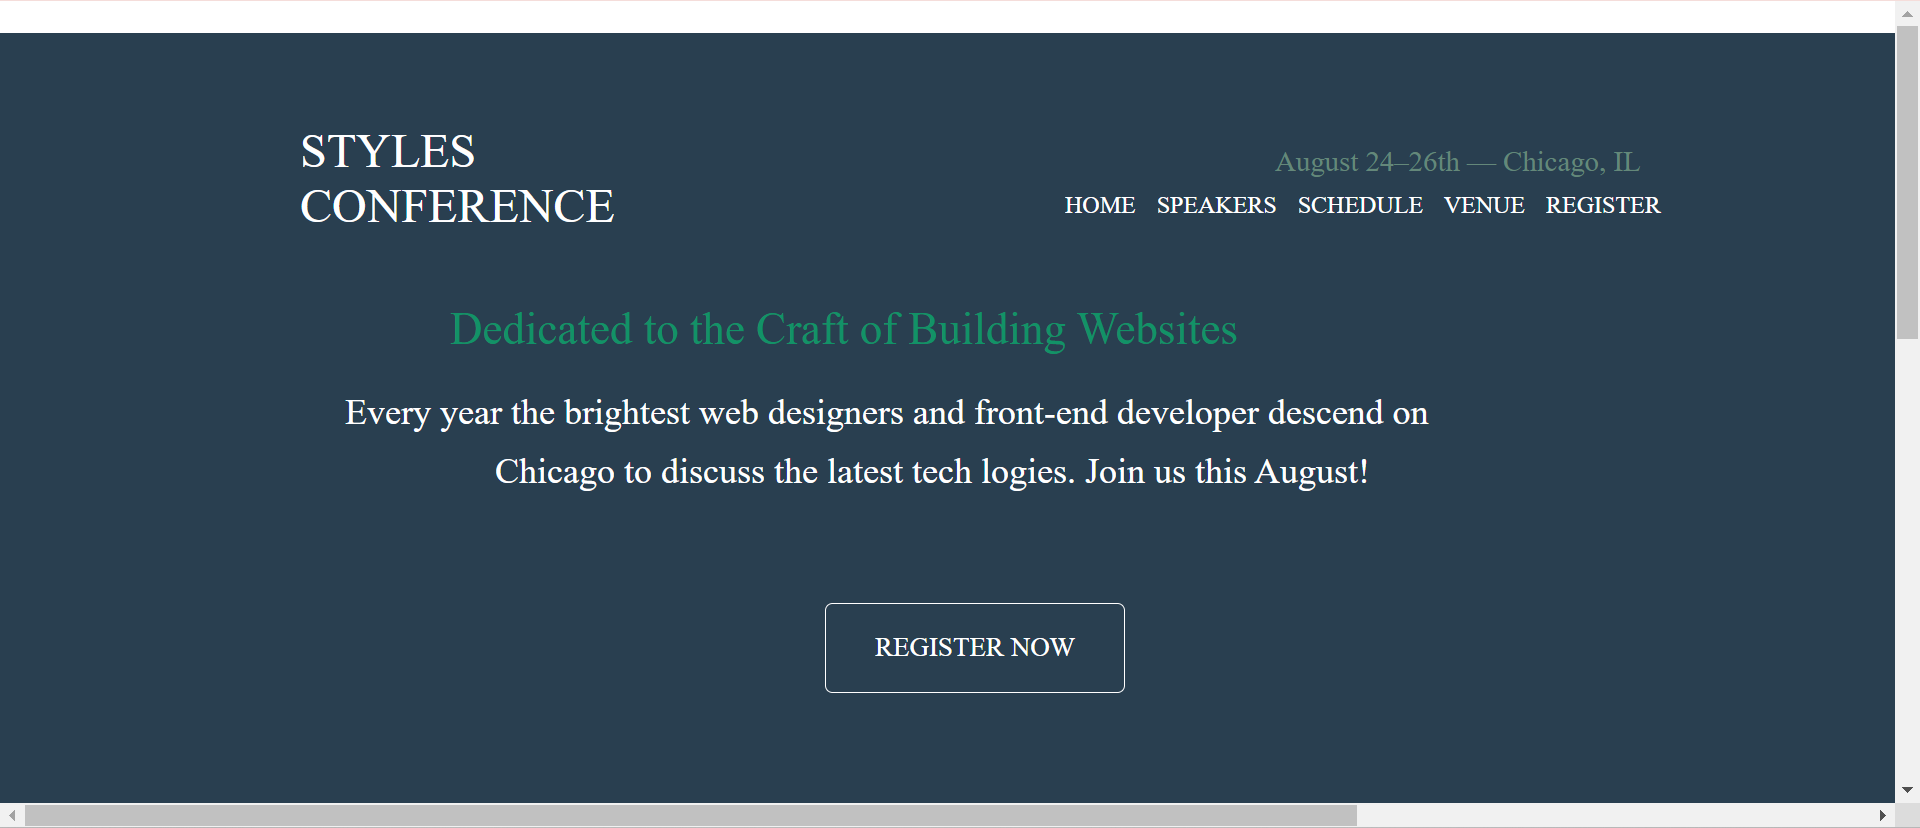 STYLES
CONFERENCE
August 24–26th — Chicago, IL
HOME SPEAKERS SCHEDULE VENUE REGISTER
Dedicated to the Craft of Building Websites
Every year the brightest web designers and front-end developer descend on
Chicago to discuss the latest tech logies. Join us this August!
REGISTER NOW